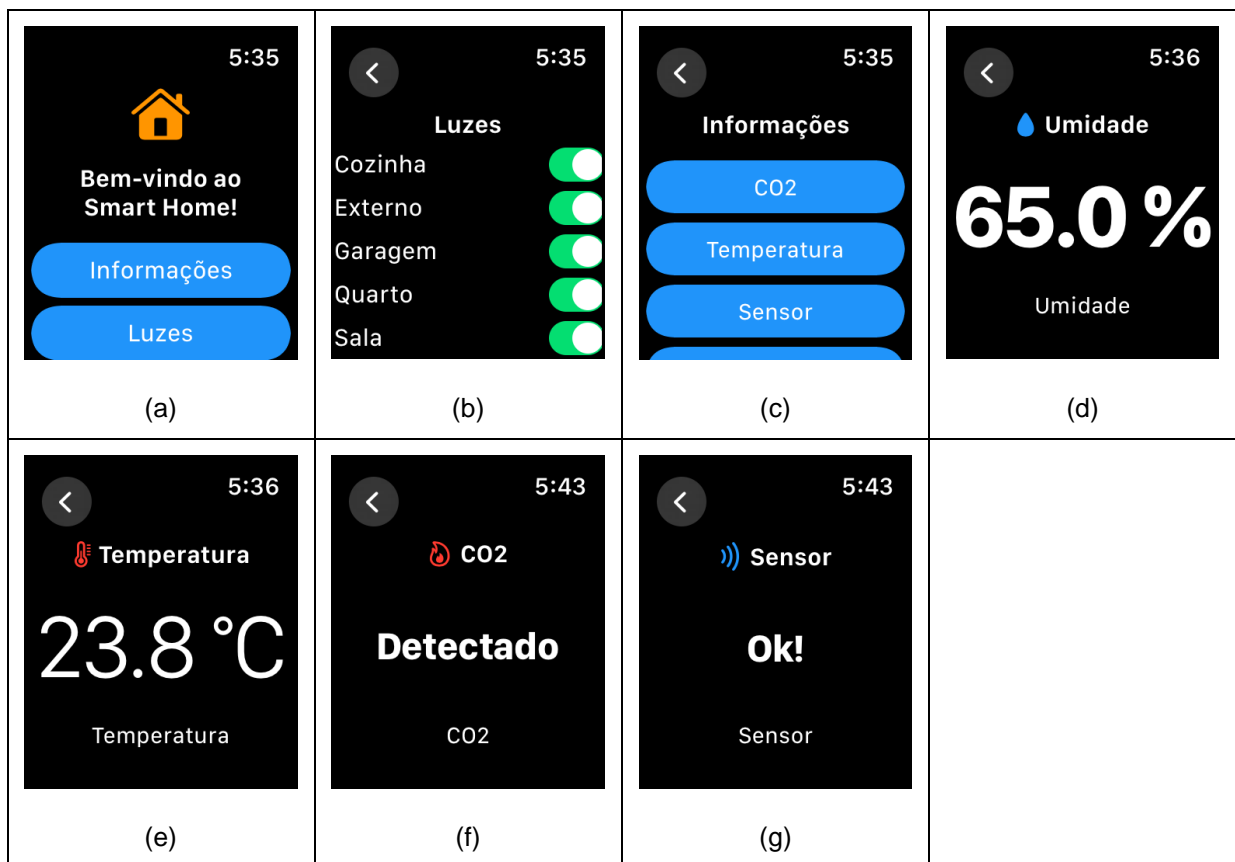 5:35
Bem-vindo ao
Smart Home!
Informações
Luzes
(a)
5:35
Luzes
Cozinha
Externo
Garagem
Quarto
Sala
(b)
5:35
Informações
CO2
Temperatura
Sensor
(c)
5:36
Umidade
65.0 %
Umidade
(d)
5:36
Temperatura
23.8 °C
Temperatura
(e)
5:43
CO2
Detectado
CO2
(f)
5:43
Sensor
Ok!
Sensor
(g)